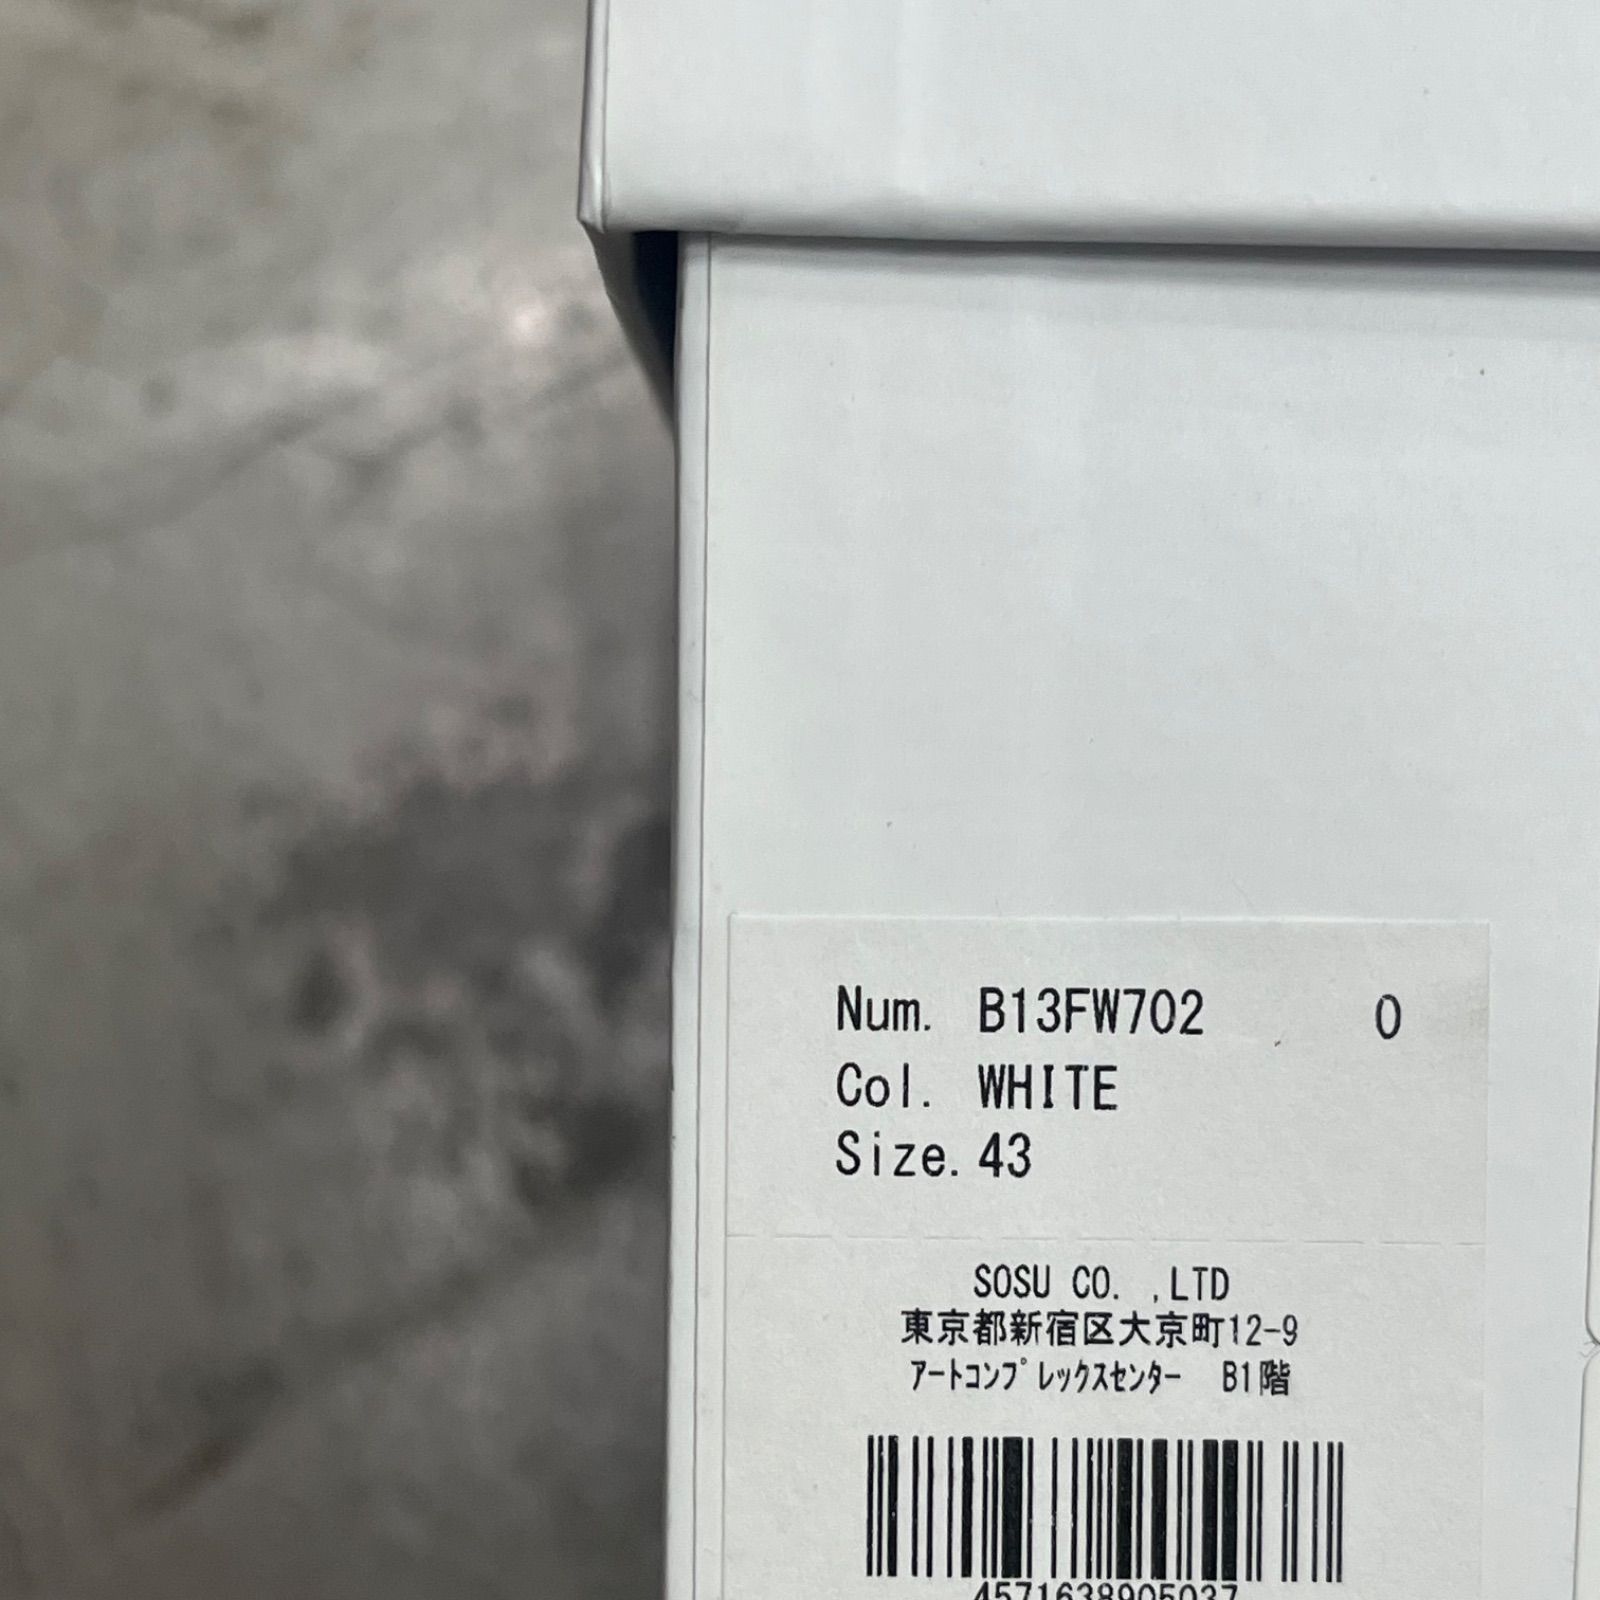 Num. B13FW702 0
Col. WHITE
Size. 43
SOSU CO. ,LTD
東京都新宿区大京町12-9
ｱｰﾄｺﾝﾌﾟﾚｯｸｽｾﾝﾀｰ B1階
4571638905037